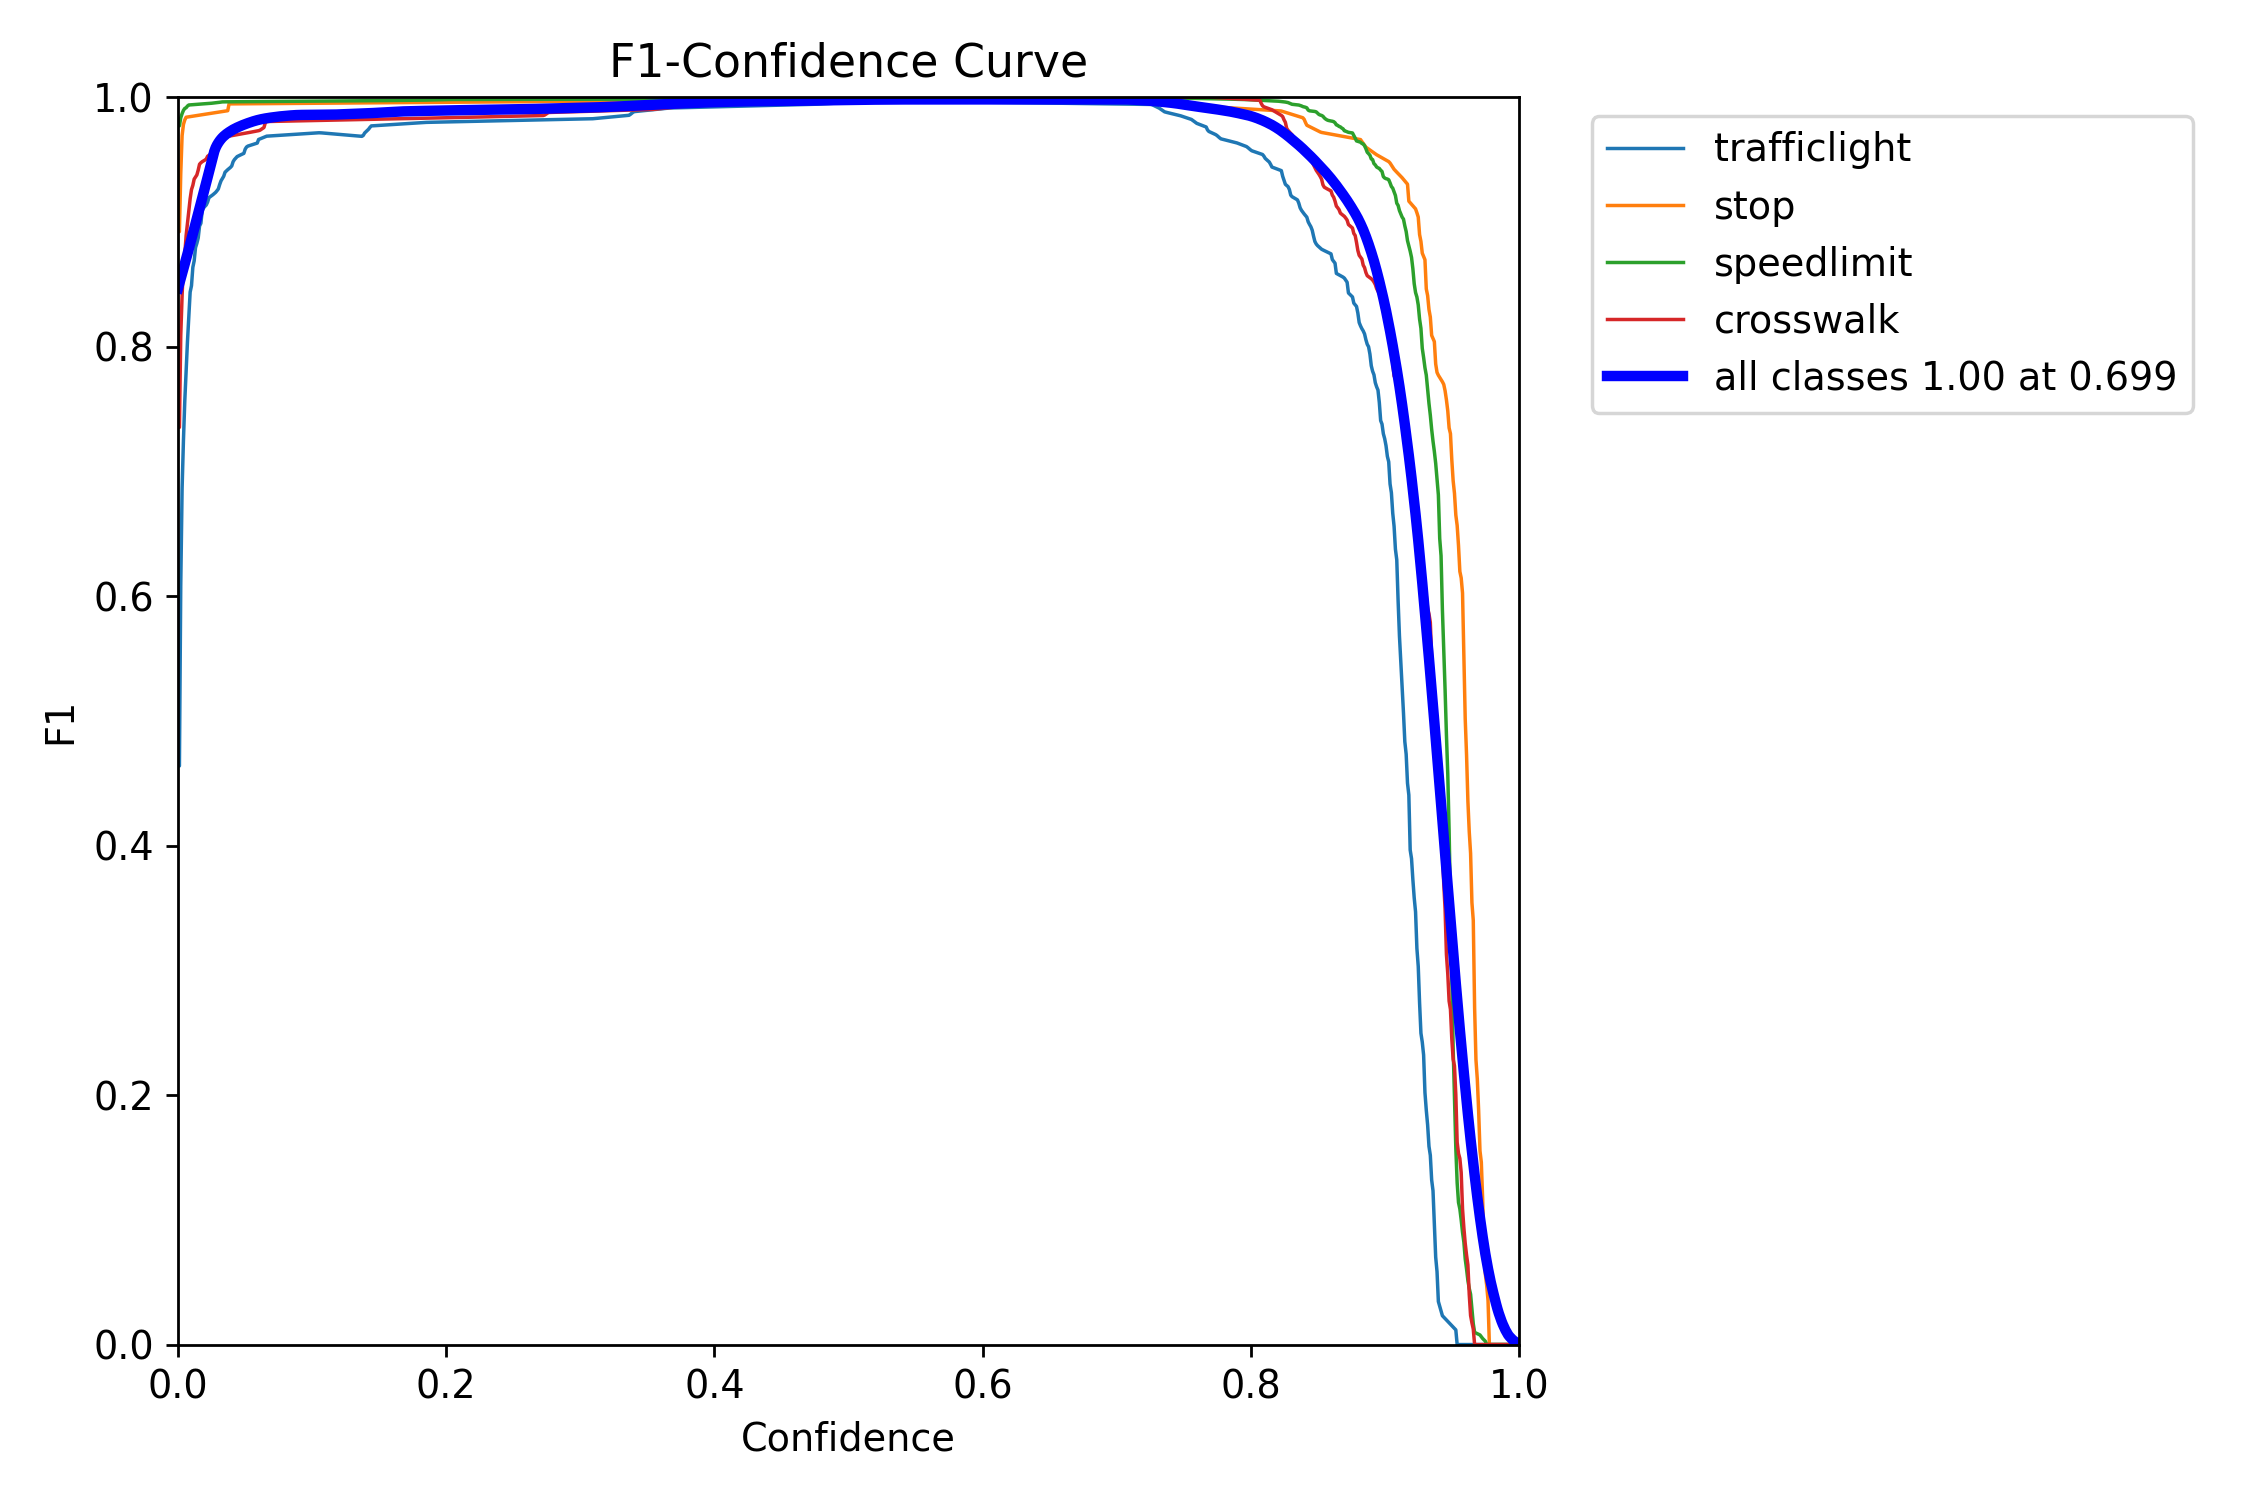 F1-Confidence Curve
1.0
0.8
0.6
0.4
0.2
0.0
F1
0.0 0.2 0.4 0.6 0.8 1.0
Confidence
trafficlight
stop
speedlimit
crosswalk
all classes 1.00 at 0.699